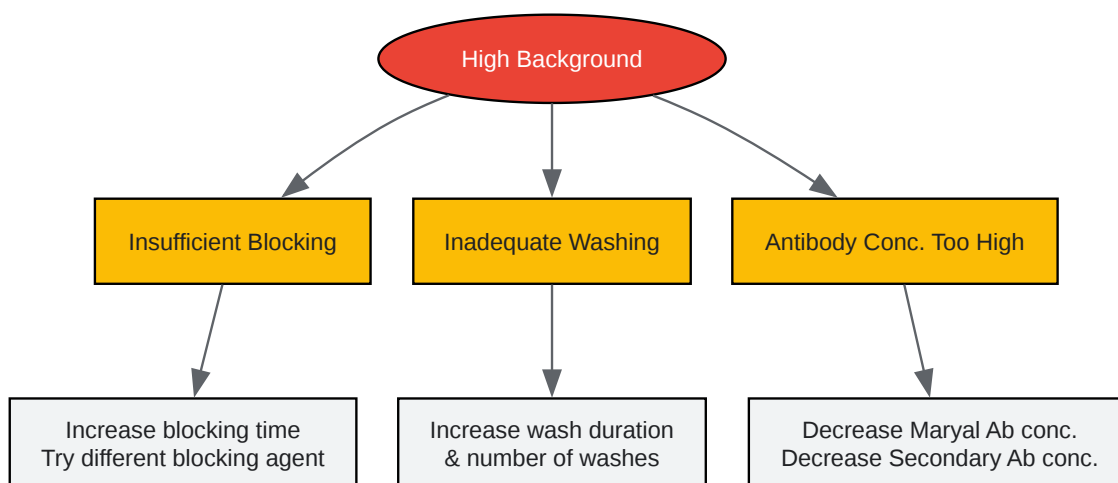 High Background
Insufficient Blocking
Inadequate Washing
Antibody Conc. Too High
Increase blocking time
Try different blocking agent
Increase wash duration
& number of washes
Decrease Maryal Ab conc.
Decrease Secondary Ab conc.